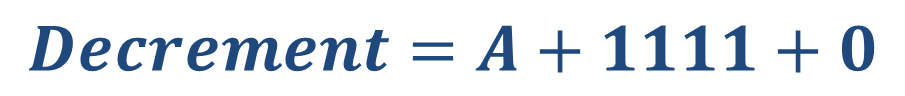 Decrement = A + 1111 + 0